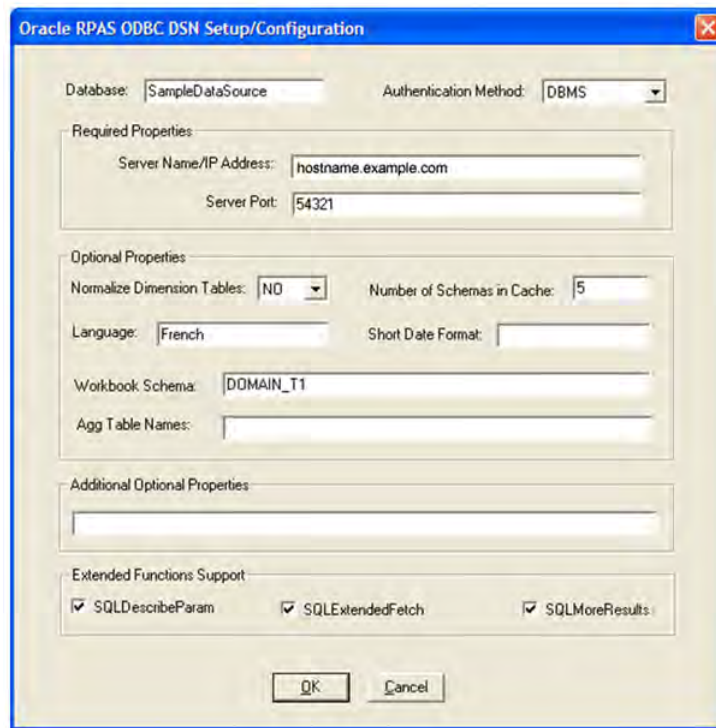 Oracle RPAS ODBC DSN Setup/Configuration
Database: SampleDataSource Authentication Method: DBMS
Required Properties
Server Name/IP Address: hostname.example.com
Server Port: 54321
Optional Properties
Normalize Dimension Tables: NO Number of Schemas in Cache: 5
Language: French Short Date Format:
Workbook Schema: DOMAIN_T1
Agg Table Names:
Additional Optional Properties
Extended Functions Support
SQLDescribeParam SQLExtendedFetch SQLMoreResults
OK Cancel